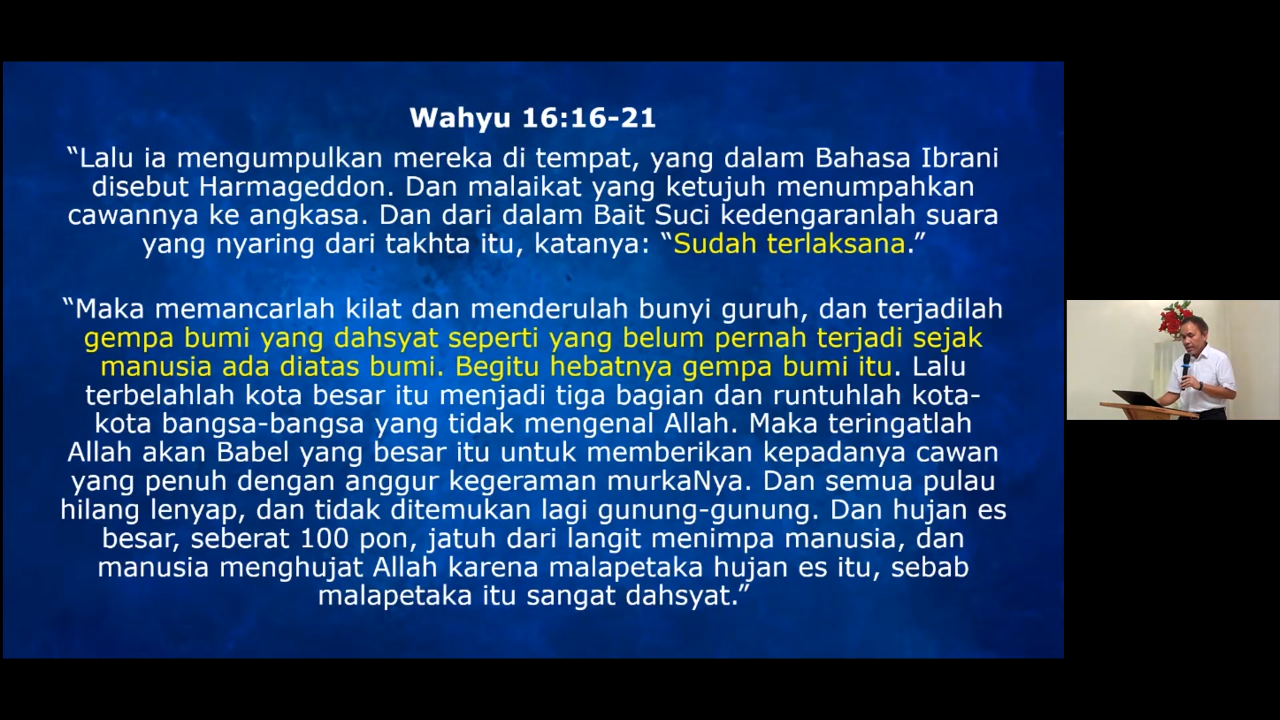 Wahyu 16:16-21
“Lalu ia mengumpulkan mereka di tempat, yang dalam Bahasa Ibrani
disebut Harmageddon. Dan malaikat yang ketujuh menumpahkan
cawannya ke angkasa. Dan dari dalam Bait Suci kedengaranlah suara
yang nyaring dari takhta itu, katanya: “Sudah terlaksana.”
“Maka memancarlah kilat dan menderulah bunyi guruh, dan terjadilah
gempa bumi yang dahsyat seperti yang belum pernah terjadi sejak
manusia ada diatas bumi. Begitu hebatnya gempa bumi itu. Lalu
terbelahlah kota besar itu menjadi tiga bagian dan runtuhlah kota-
kota bangsa-bangsa yang tidak mengenal Allah. Maka teringatlah
Allah akan Babel yang besar itu untuk memberikan kepadanya cawan
yang penuh dengan anggur kegeraman murkaNya. Dan semua pulau
hilang lenyap, dan tidak ditemukan lagi gunung-gunung. Dan hujan es
besar, seberat 100 pon, jatuh dari langit menimpa manusia, dan
manusia menghujat Allah karena malapetaka hujan es itu, sebab
malapetaka itu sangat dahsyat.”